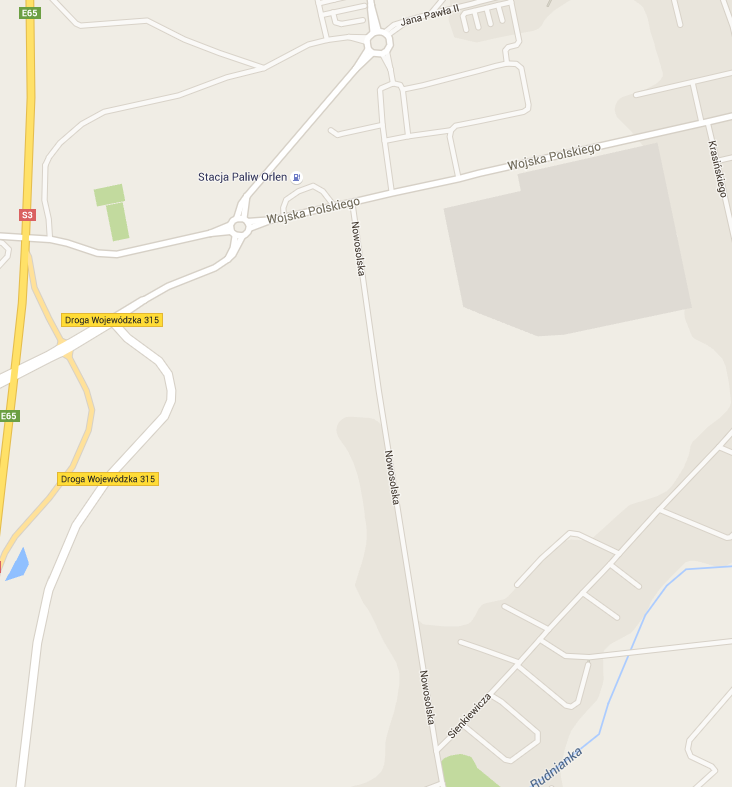 E65
Jana Pawła II
Wojska Polskiego
Krasińskiego
Stacja Paliw Orlen
Wojska Polskiego
S3
Nowosolska
Droga Wojewódzka 315
E65
Nowosolska
Droga Wojewódzka 315
Nowosolska
Sienkiewicza
Rudnianka